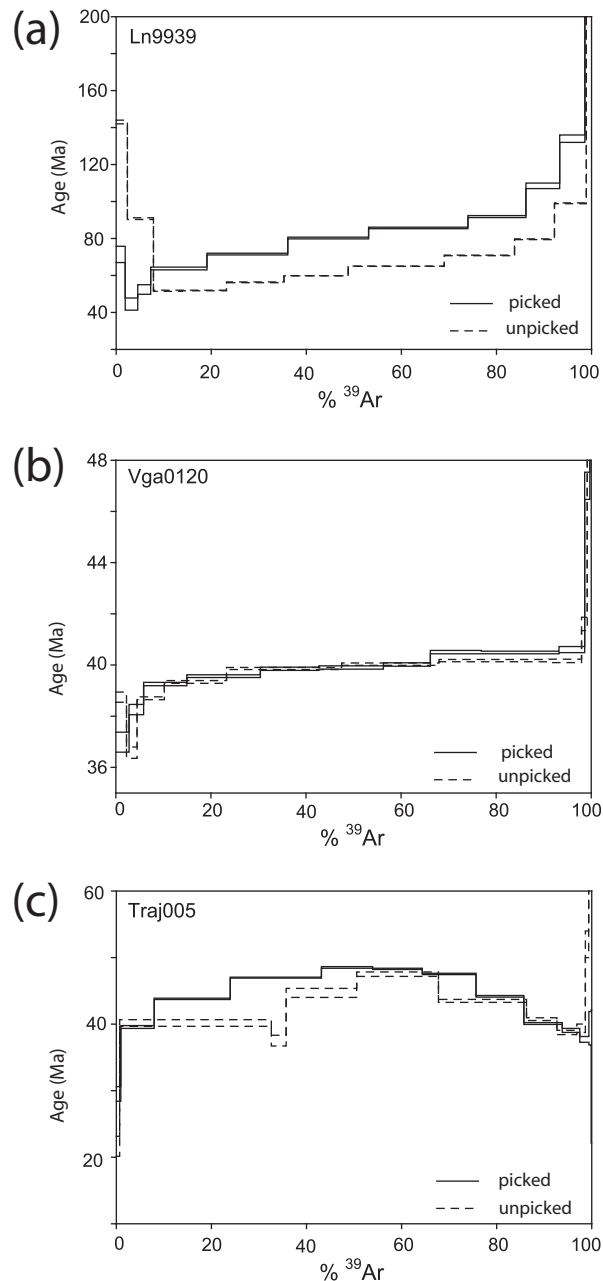 (a)
Ln9939
200
160
120
80
40
Age (Ma)
picked
unpicked
0 20 40 60 80 100
% ³⁹Ar
(b)
Vga0120
48
44
40
36
Age (Ma)
picked
unpicked
0 20 40 60 80 100
% ³⁹Ar
(c)
Traj005
60
40
20
Age (Ma)
picked
unpicked
0 20 40 60 80 100
% ³⁹Ar